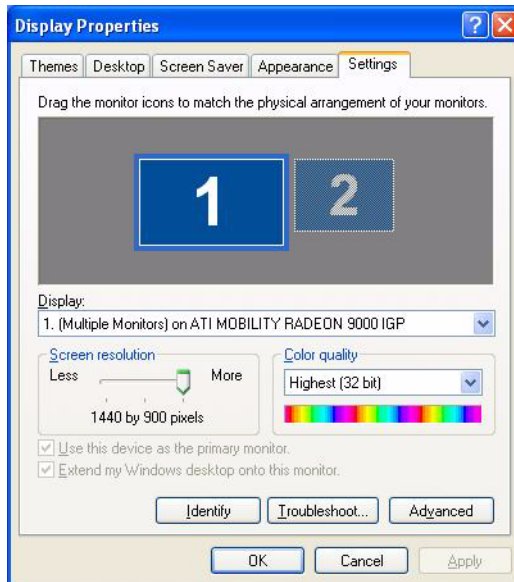 Display Properties
Themes Desktop Screen Saver Appearance Settings
Drag the monitor icons to match the physical arrangement of your monitors.
1 2
Display:
1. (Multiple Monitors) on ATI MOBILITY RADEON 9000 IGP
Screen resolution
Less More
1440 by 900 pixels
Color quality
Highest (32 bit)
Use this device as the primary monitor.
Extend my Windows desktop onto this monitor.
Identify Troubleshoot... Advanced
OK Cancel Apply